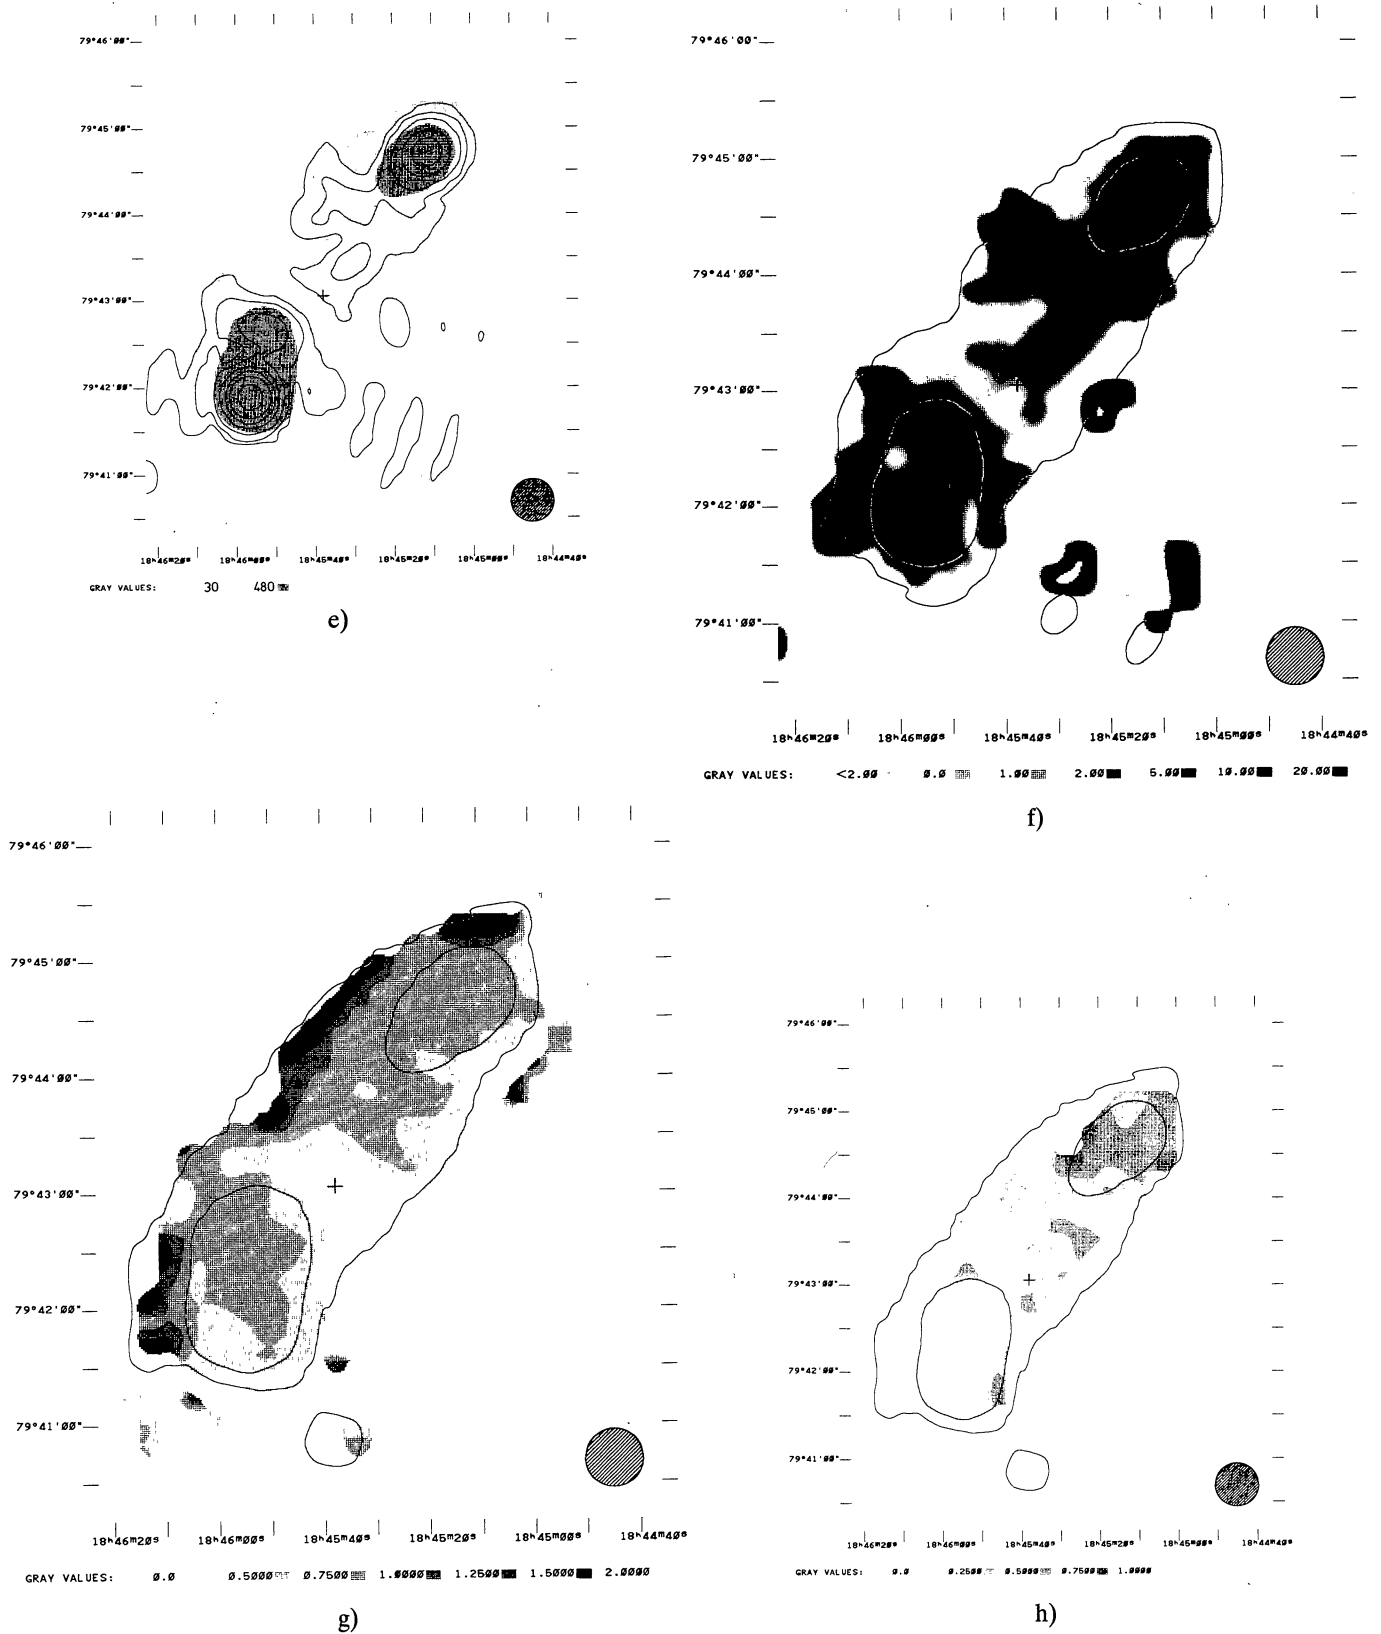 79°46'00"
79°45'00"
79°44'00"
79°43'00"
79°42'00"
79°41'00"
18h46m20s 18h46m00s 18h45m40s 18h45m20s 18h45m00s 18h44m40s
GRAY VALUES: 30 480
e)
79°46'00"
79°45'00"
79°44'00"
79°43'00"
79°42'00"
79°41'00"
18h46m20s 18h46m00s 18h45m40s 18h45m20s 18h45m00s 18h44m40s
GRAY VALUES: <2.00 0.0 1.00 2.00 5.00 10.00 20.00
f)
79°46'00"
79°45'00"
79°44'00"
79°43'00"
79°42'00"
79°41'00"
18h46m20s 18h46m00s 18h45m40s 18h45m20s 18h45m00s 18h44m40s
GRAY VALUES: 0.0 0.5000 0.7500 1.0000 1.2500 1.5000 2.0000
g)
79°46'00"
79°45'00"
79°44'00"
79°43'00"
79°42'00"
79°41'00"
18h46m20s 18h46m00s 18h45m40s 18h45m20s 18h45m00s 18h44m40s
GRAY VALUES: 0.0 0.2500 0.5000 0.7500 1.0000
h)